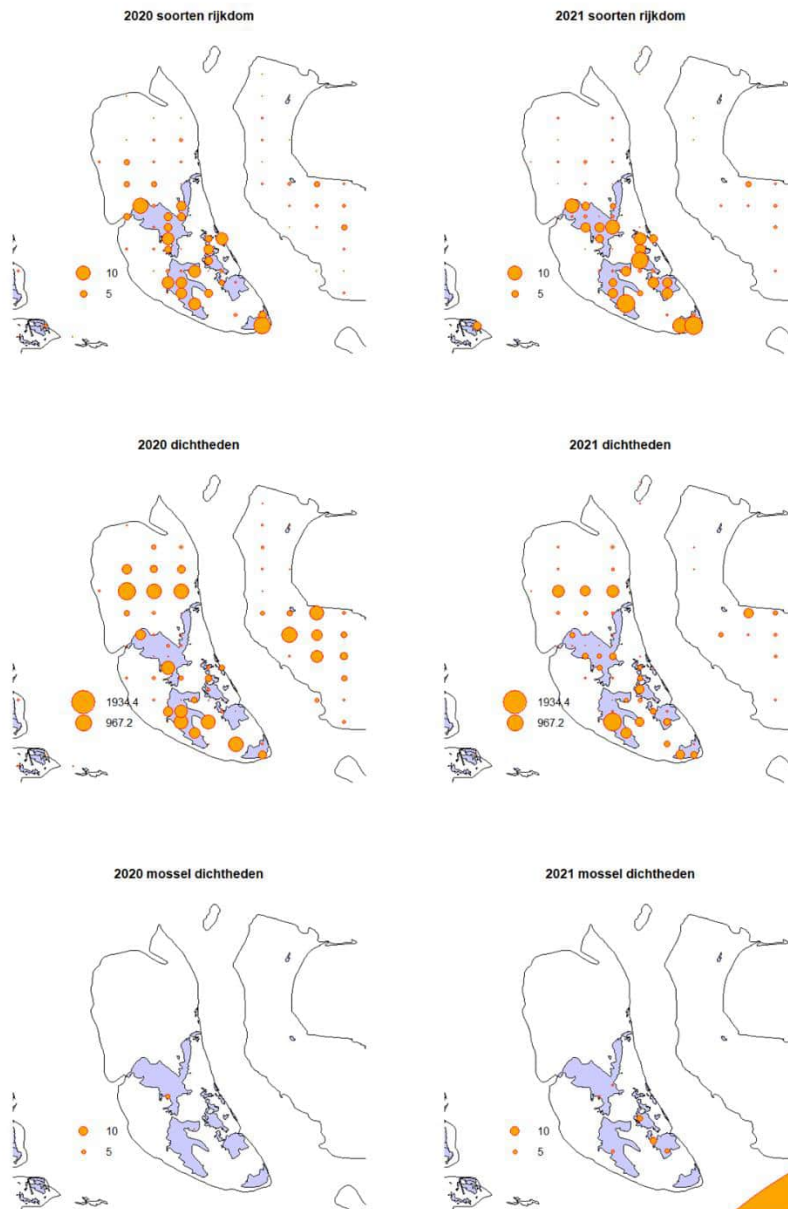 2020 soorten rijkdom
2021 soorten rijkdom
10
5
10
5
2020 dichtheden
2021 dichtheden
1934.4
967.2
1934.4
967.2
2020 mossel dichtheden
2021 mossel dichtheden
10
5
10
5